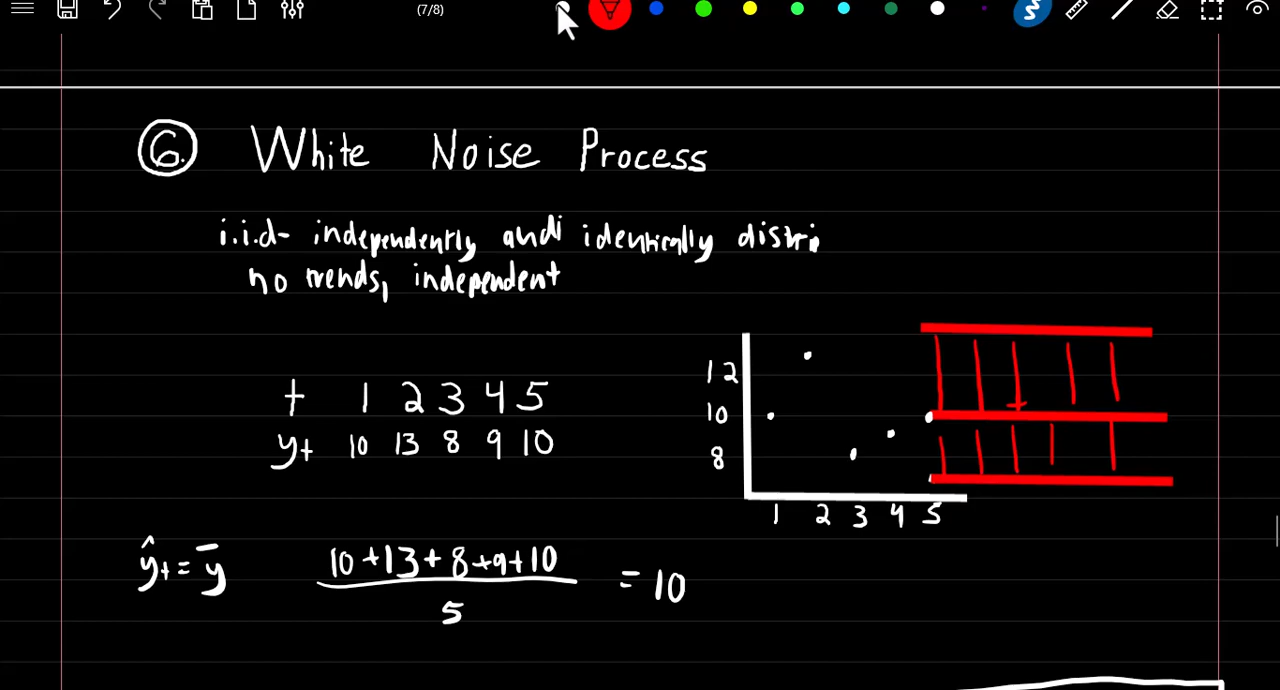 (7/8)
6. White Noise Process
i.i.d- independently and identically distri
no trends, independent
t 1 2 3 4 5
yt 10 13 8 9 10
12
10
8
1 2 3 4 5
ŷt = ȳ 10+13+8+9+10 = 10
5